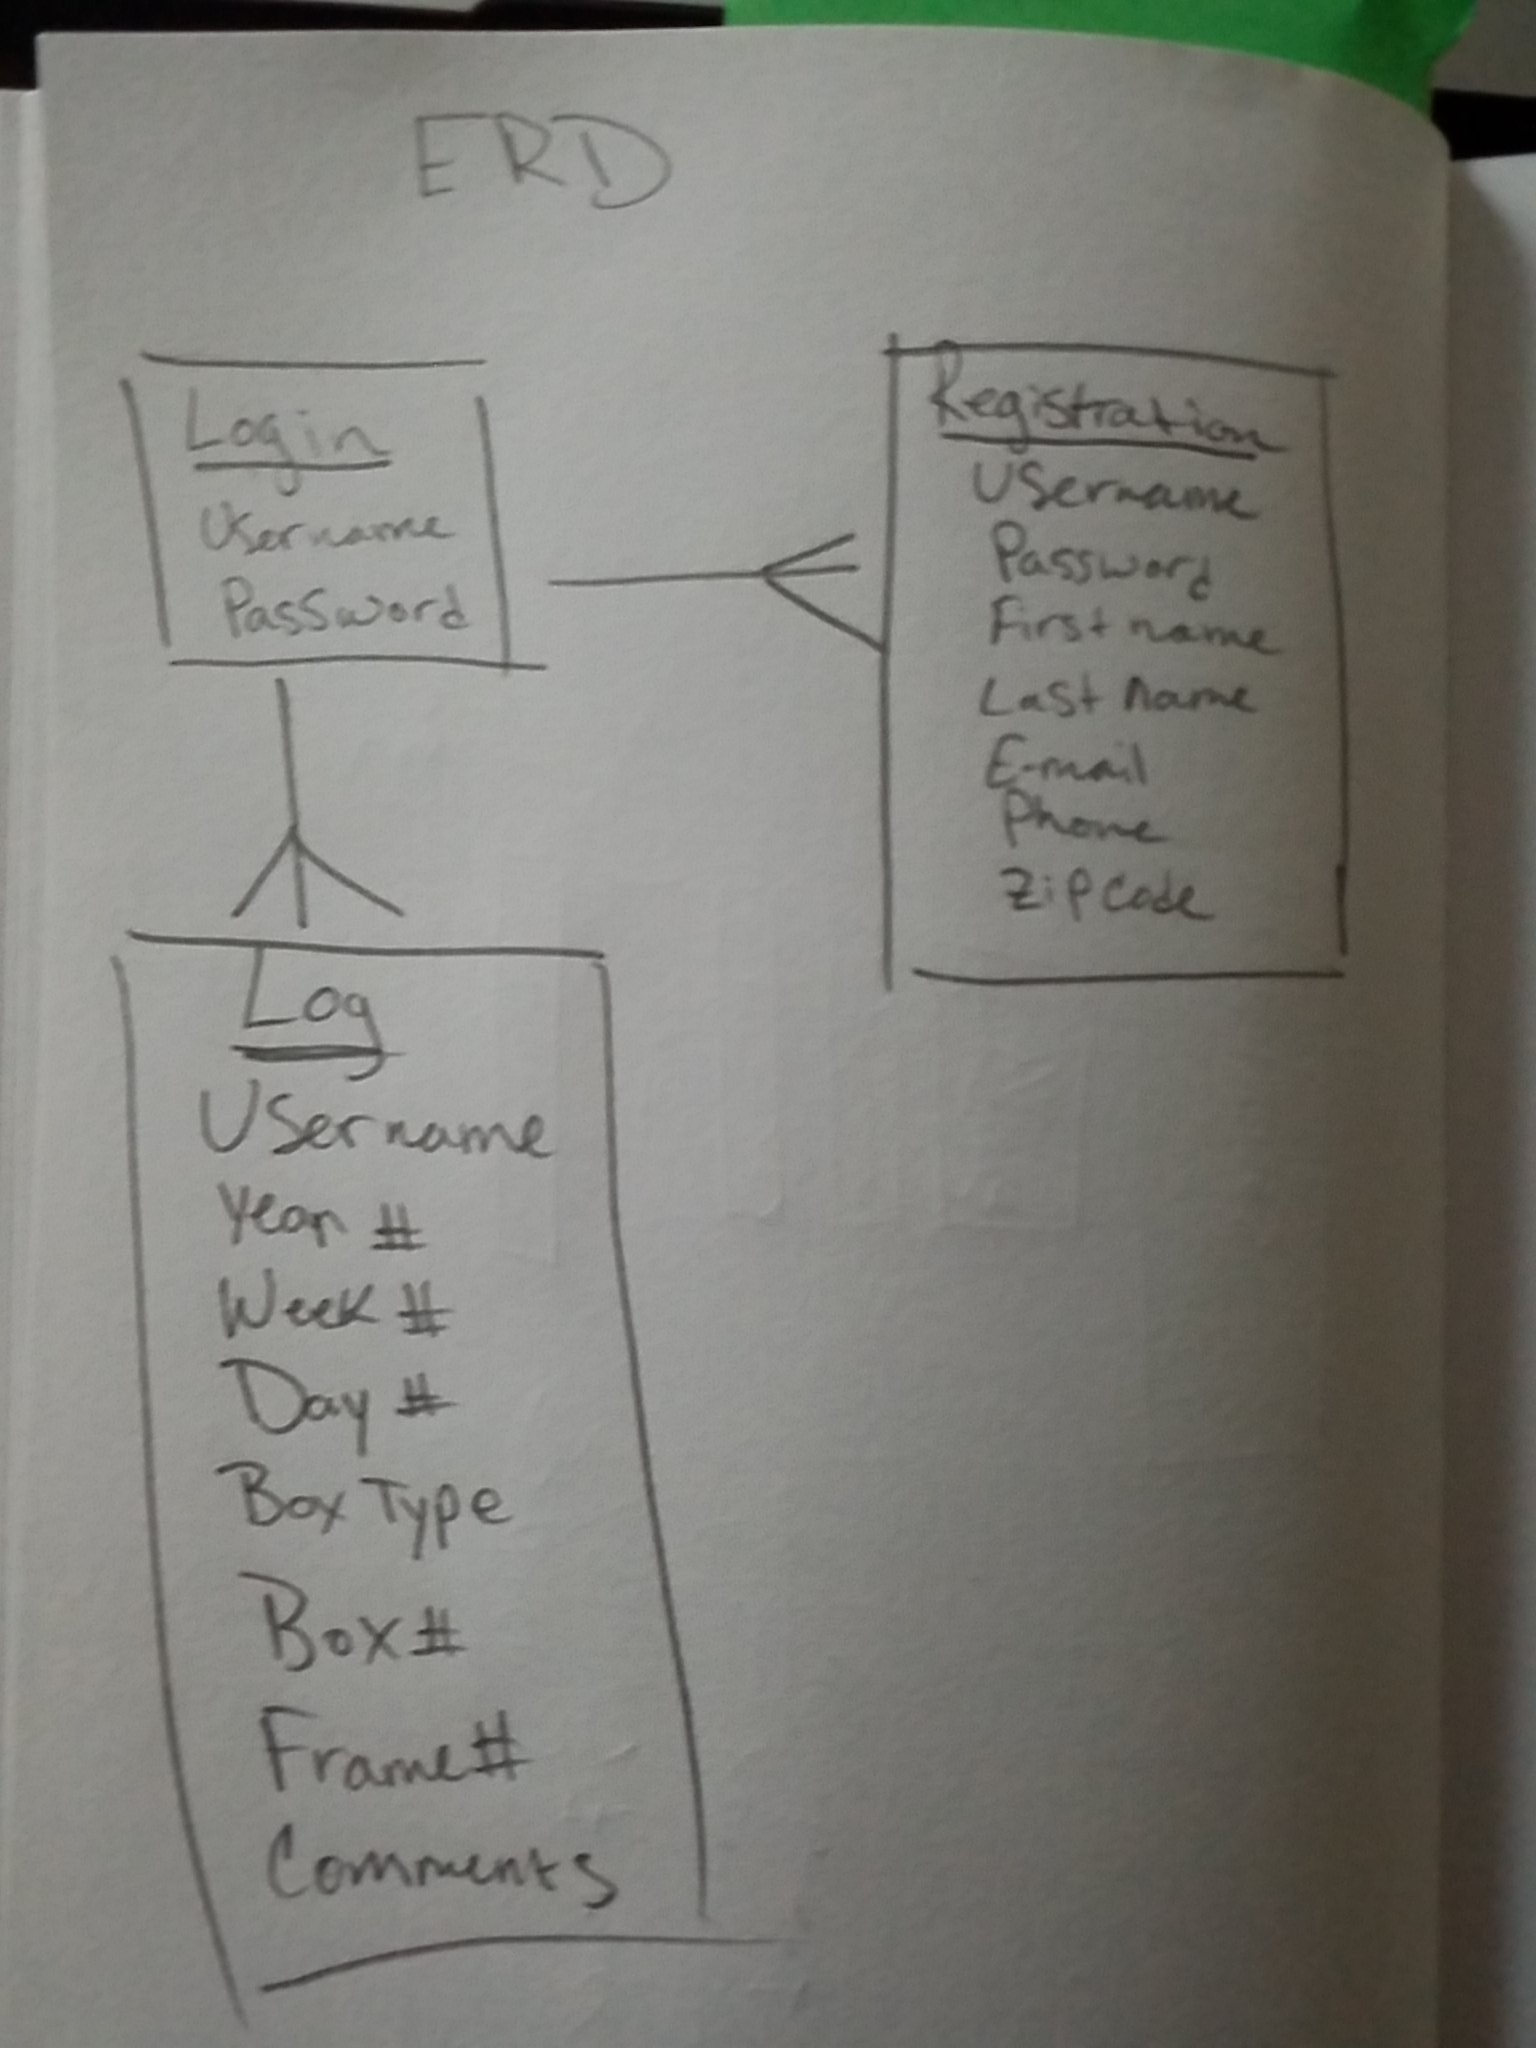 ERD
Login
Username
Password
Registration
Username
Password
First name
Last name
E-mail
Phone
Zip Code
Log
Username
Year #
Week #
Day #
Box Type
Box #
Frame #
Comments